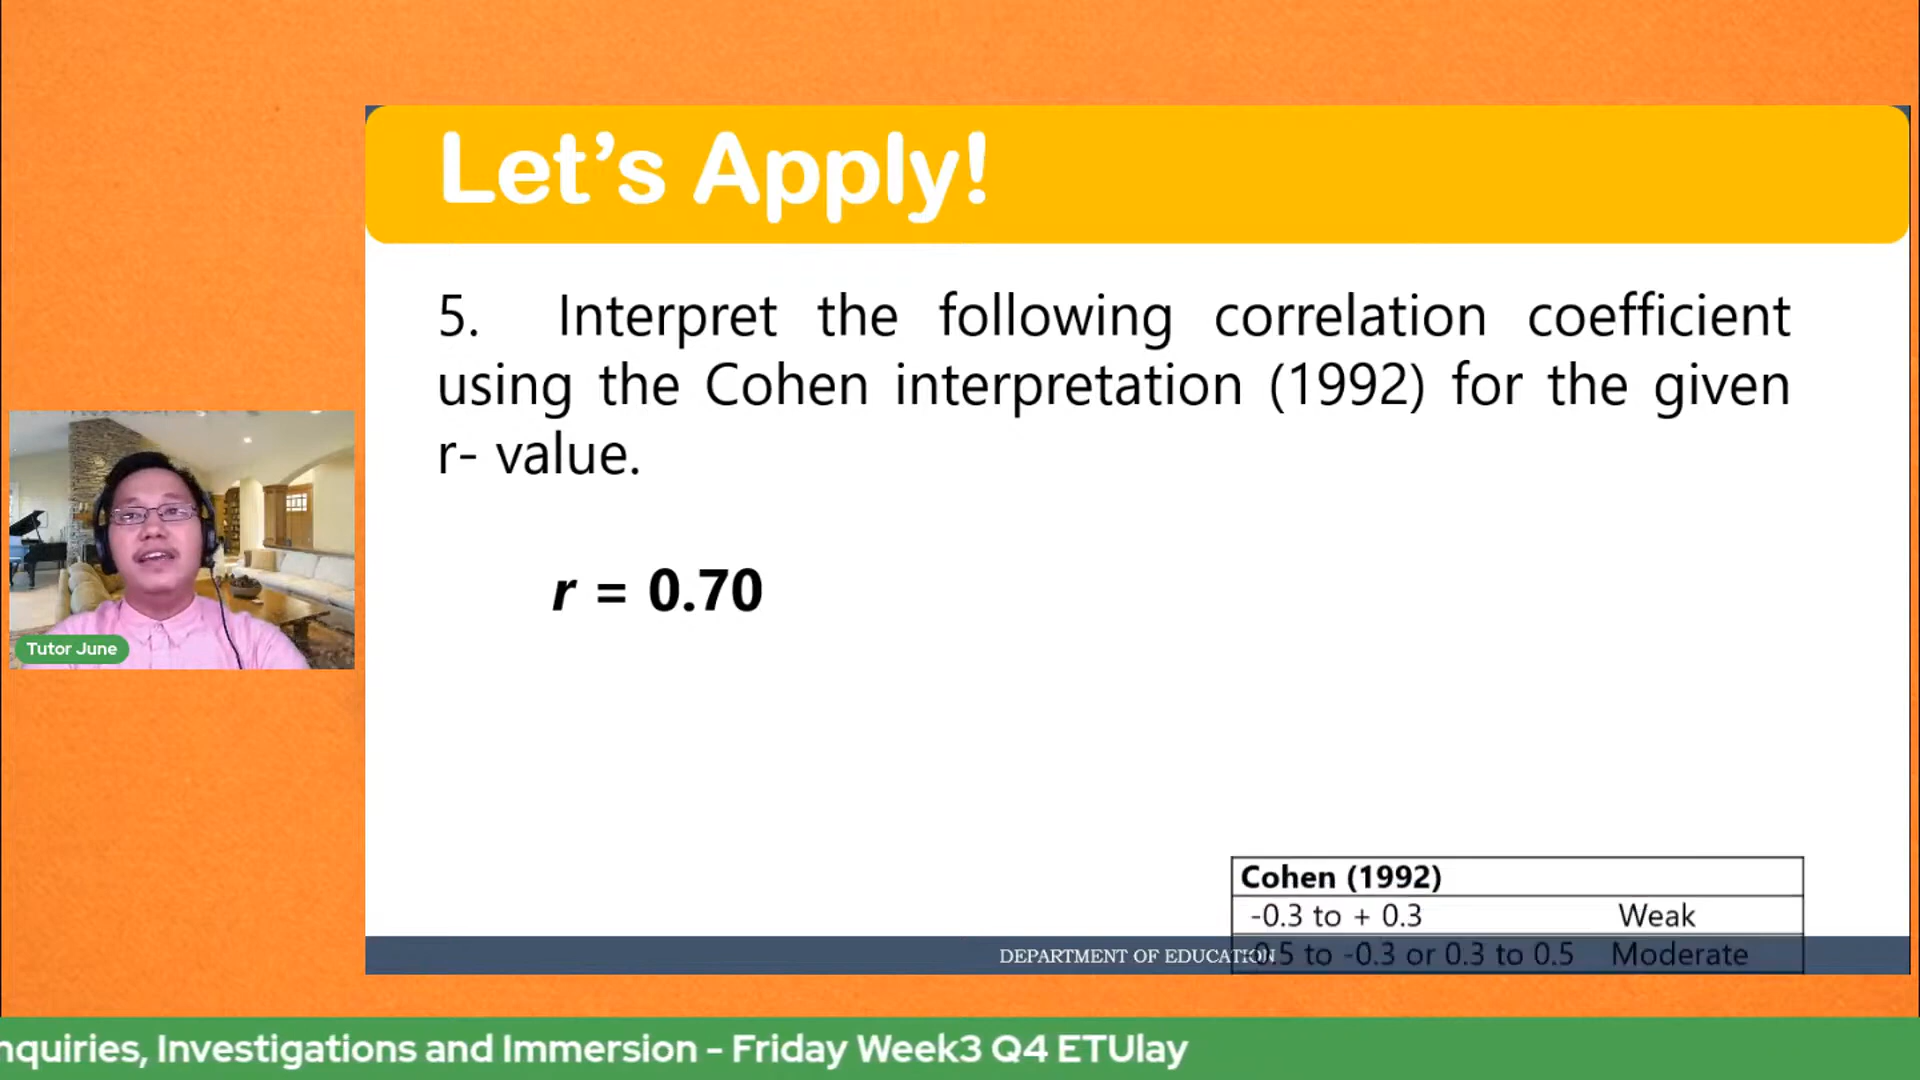 Let's Apply!
5. Interpret the following correlation coefficient
using the Cohen interpretation (1992) for the given
r- value.
r = 0.70
Tutor June
Cohen (1992)
-0.3 to + 0.3 Weak
0.5 to -0.3 or 0.3 to 0.5 Moderate
DEPARTMENT OF EDUCATION
nquiries, Investigations and Immersion - Friday Week3 Q4 ETUlay